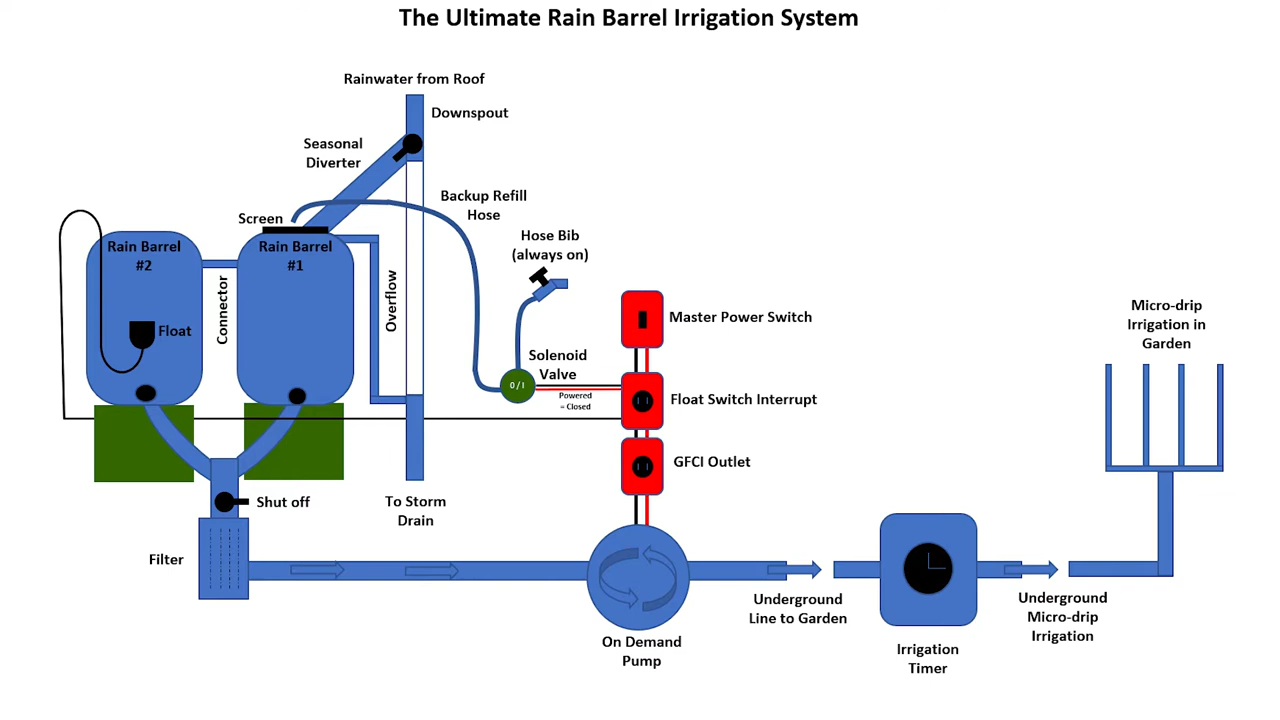 The Ultimate Rain Barrel Irrigation System
Rainwater from Roof
Downspout
Seasonal
Diverter
Backup Refill
Hose
Screen
Rain Barrel
#2
Rain Barrel
#1
Hose Bib
(always on)
Connector
Overflow
Float
Master Power Switch
Micro-drip
Irrigation in
Garden
Solenoid
Valve
0 / I
Powered
= Closed
Float Switch Interrupt
GFCI Outlet
Shut off
To Storm
Drain
Filter
Underground
Line to Garden
Underground
Micro-drip
Irrigation
On Demand
Pump
Irrigation
Timer